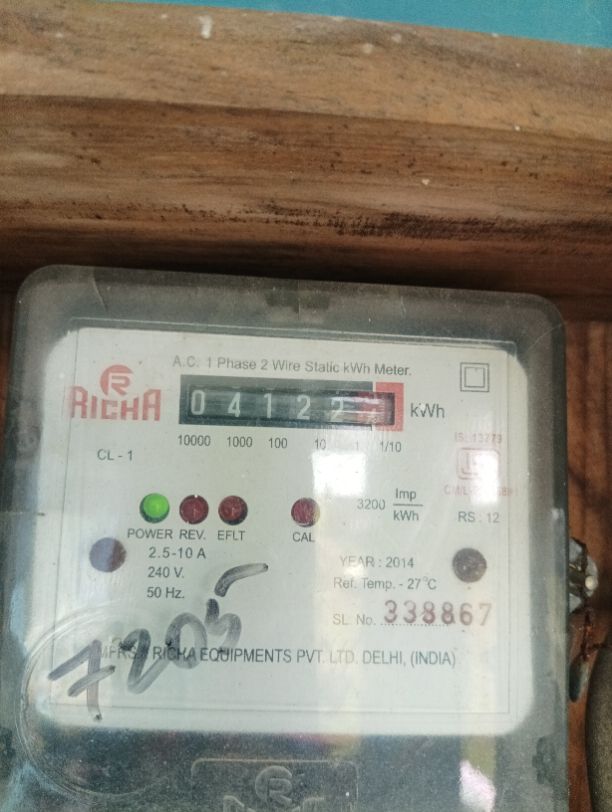 A.C. 1 Phase 2 Wire Static kWh Meter.
RICHA
0 4 1 2 2 kWh
10000 1000 100 10 1 1/10
IS: 13779
CL - 1
3200 Imp/kWh
RS : 12
POWER REV. EFLT CAL
2.5-10 A
240 V.
50 Hz.
YEAR : 2014
Ref. Temp. - 27°C
SL. No. 338867
7205
RICHA EQUIPMENTS PVT. LTD. DELHI, (INDIA)